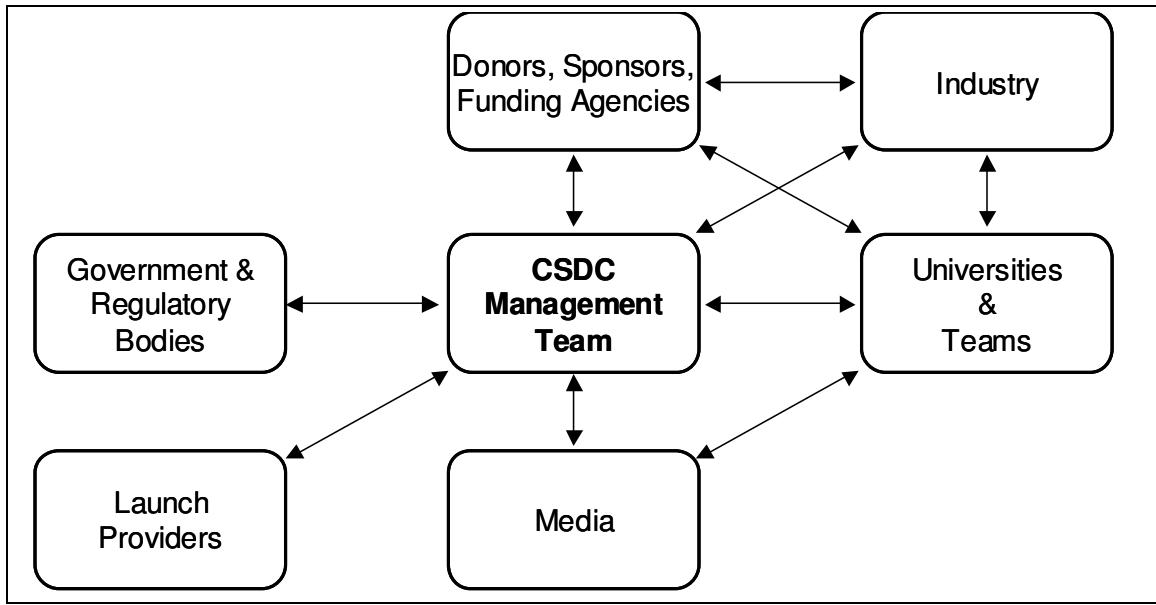 Donors, Sponsors,
Funding Agencies
Industry
Government &
Regulatory
Bodies
CSDC
Management
Team
Universities
&
Teams
Launch
Providers
Media